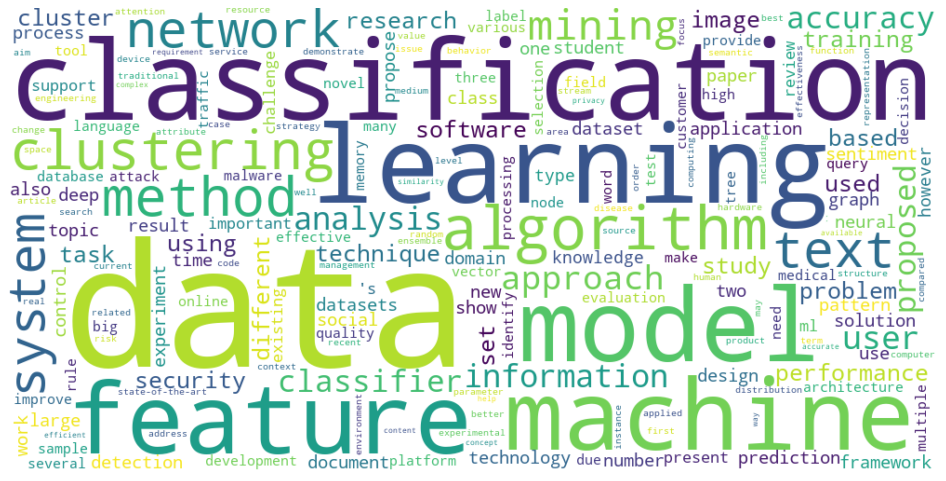 cluster
attention
resource
process
tool
aim
requirement
service
demonstrate
network
research
various
label
mining
image
accuracy
device
value
issue
behavior
propose
one
student
focus
provide
best
training
support
traditional
complex
engineering
traffic
challenge
novel
medium
three
class
selection
field
semantic
stream
privacy
paper
high
review
decision
function
effectiveness
representation
classification
change
language
attribute
case
strategy
many
software
dataset
customer
application
based
space
clustering
learning
area
computing
including
sentiment
however
database
attack
malware
memory
level
type
word
test
order
tree
query
used
also
deep
method
well
similarity
node
processing
graph
article
topic
result
important
analysis
algorithm
disease
hardware
neural
search
random
ensemble
source
available
text
proposed
system
task
using
effective
technique
domain
knowledge
make
study
structure
compared
current
time
code
management
vector
approach
human
medical
problem
control
real
experiment
different
existing
's
datasets
new
show
evaluation
two
pattern
data
online
set
identify
model
may
need
ml
solution
user
related
big
risk
social
quality
recent
product
term
accurate
use
computer
rule
security
context
classifier
information
design
distribution
performance
architecture
improve
state-of-the-art
parameter
help
multiple
work
large
feature
better
instance
applied
machine
may
sample
efficient
address
content
environment
experimental
concept
first
several
detection
development
document
platform
technology
due
number
present
prediction
framework